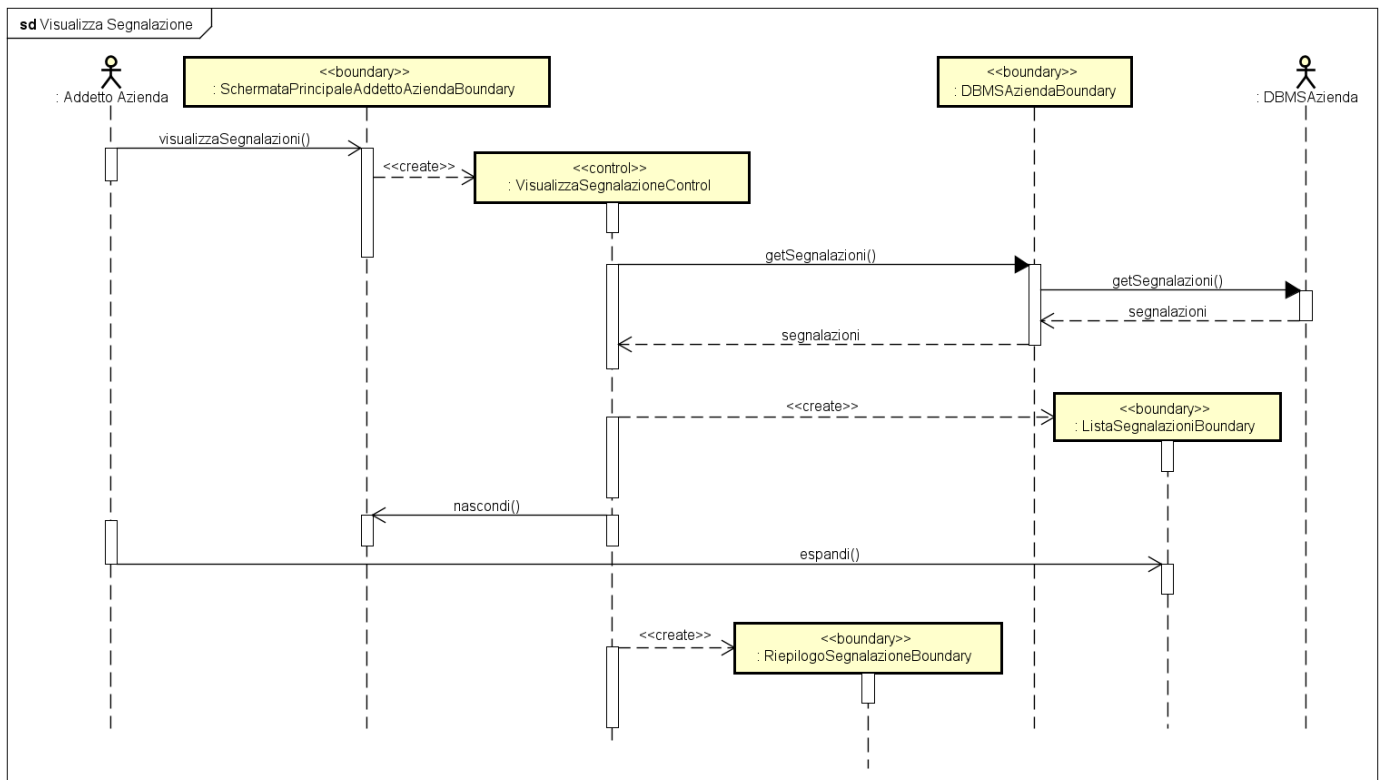 sd Visualizza Segnalazione
<<boundary>>
: SchermataPrincipaleAddettoAziendaBoundary
<<boundary>>
: DBMSAziendaBoundary
: Addetto Azienda
: DBMSAzienda
visualizzaSegnalazioni()
<<create>>
<<control>>
: VisualizzaSegnalazioneControl
getSegnalazioni()
getSegnalazioni()
segnalazioni
segnalazioni
<<create>>
<<boundary>>
: ListaSegnalazioniBoundary
nascondi()
espandi()
<<create>>
<<boundary>>
: RiepilogoSegnalazioneBoundary